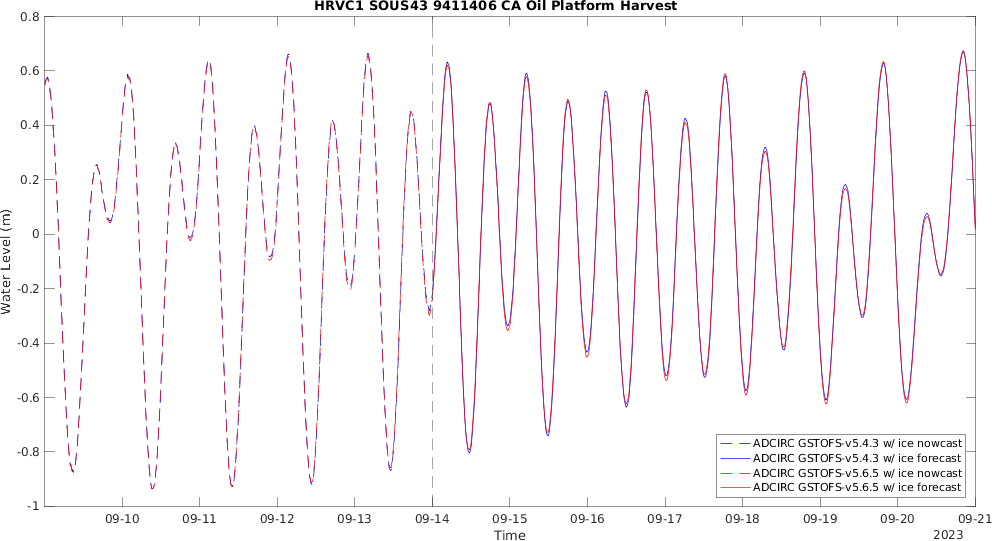 HRVC1 SOUS43 9411406 CA Oil Platform Harvest
0.8
0.6
0.4
0.2
0
-0.2
-0.4
-0.6
-0.8
-1
Water Level (m)
ADCIRC GSTOFS-v5.4.3 w/ ice nowcast
ADCIRC GSTOFS-v5.4.3 w/ ice forecast
ADCIRC GSTOFS-v5.6.5 w/ ice nowcast
ADCIRC GSTOFS-v5.6.5 w/ ice forecast
09-10 09-11 09-12 09-13 09-14 09-15 09-16 09-17 09-18 09-19 09-20 09-21
Time
2023